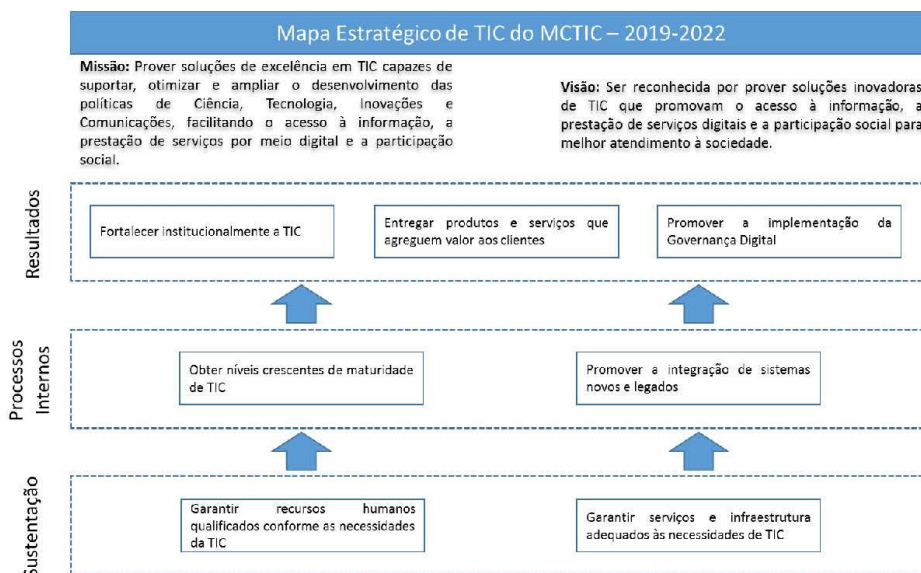 Mapa Estratégico de TIC do MCTIC – 2019-2022
Missão: Prover soluções de excelência em TIC capazes de
suportar, otimizar e ampliar o desenvolvimento das
políticas de Ciência, Tecnologia, Inovações e
Comunicações, facilitando o acesso à informação, a
prestação de serviços por meio digital e a participação
social.
Visão: Ser reconhecida por prover soluções inovadoras
de TIC que promovam o acesso à informação, a
prestação de serviços digitais e a participação social para
melhor atendimento à sociedade.
Resultados
Fortalecer institucionalmente a TIC
Entregar produtos e serviços que
agreguem valor aos clientes
Promover a implementação da
Governança Digital
Processos
Internos
Obter níveis crescentes de maturidade
de TIC
Promover a integração de sistemas
novos e legados
Sustentação
Garantir recursos humanos
qualificados conforme as necessidades
da TIC
Garantir serviços e infraestrutura
adequados às necessidades de TIC